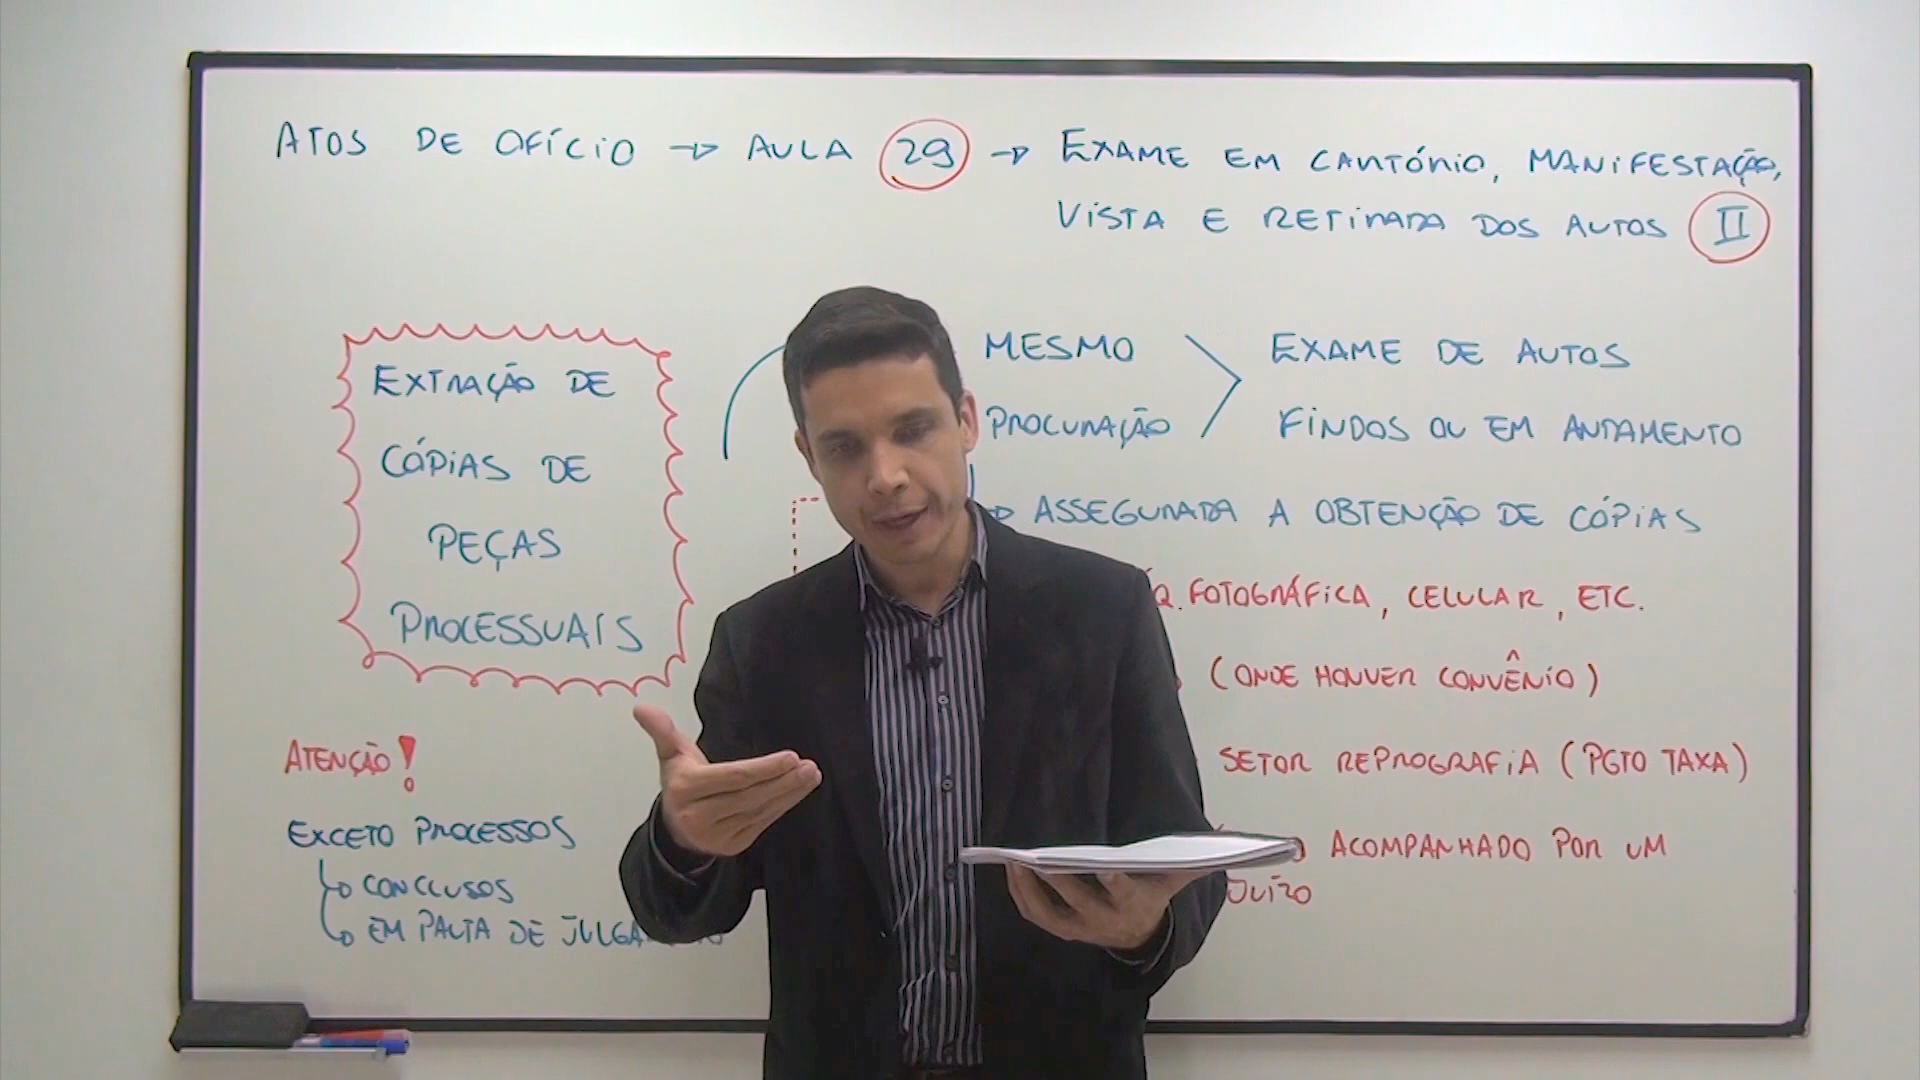 ATOS DE OFÍCIO → AULA 29 → EXAME EM CARTÓRIO, MANIFESTAÇÃO,
VISTA E RETIRADA DOS AUTOS II
EXTRAÇÃO DE
CÓPIAS DE
PEÇAS
PROCESSUAIS
ATENÇÃO!
EXCETO PROCESSOS
CONCLUSOS
EM PAUTA DE
MESMO
PROCURAÇÃO
EXAME DE AUTOS
FINDOS OU EM ANDAMENTO
ASSEGURADA A OBTENÇÃO DE CÓPIAS
FOTOGRÁFICA, CELULAR, ETC.
(ONDE HOUVER CONVÊNIO)
SETOR REPROGRAFIA (PGTO TAXA)
ACOMPANHADO POR UM
JUÍZO